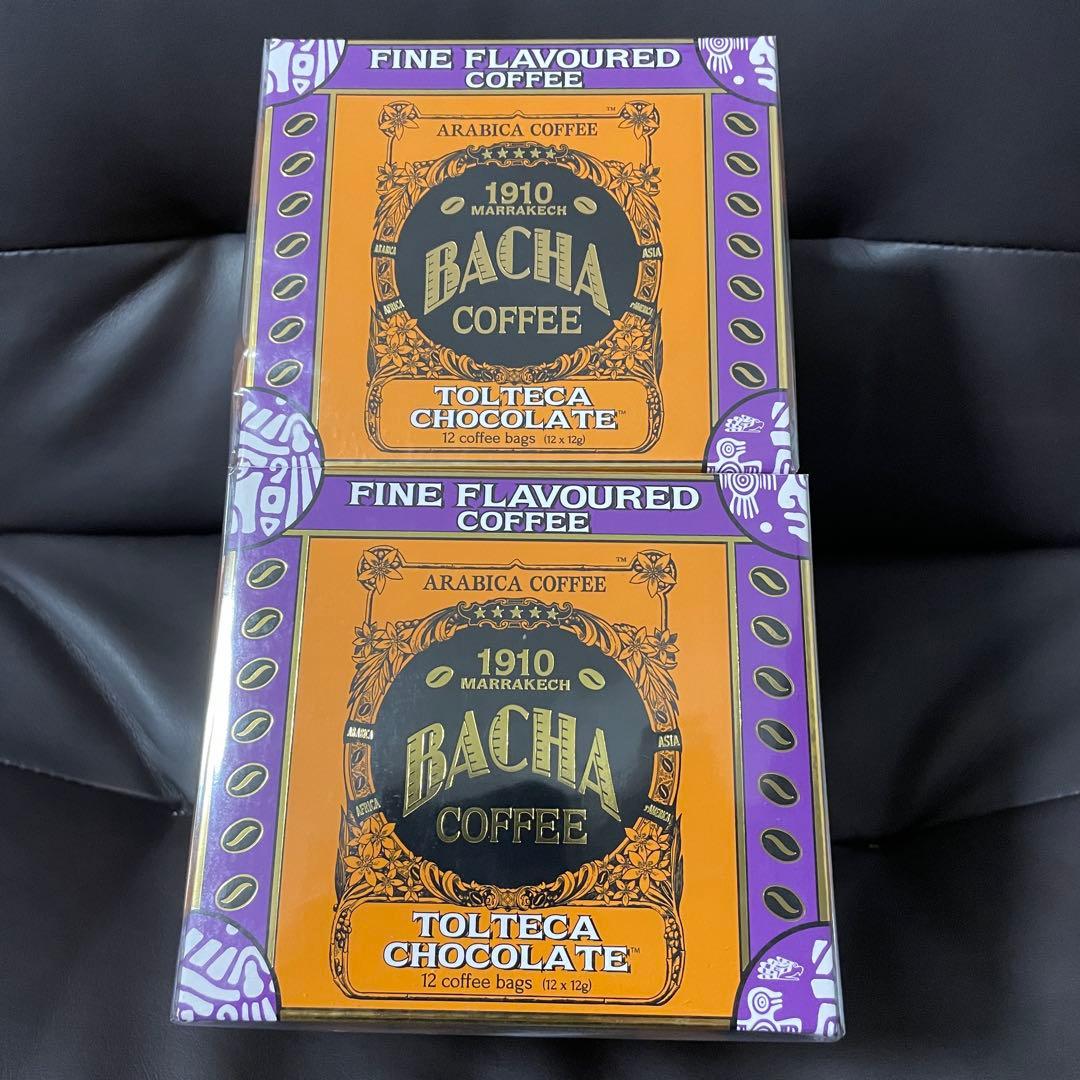 FINE FLAVOURED
COFFEE
™
ARABICA COFFEE
1910
MARRAKECH
ARABICA
ASIA
BACHA
AFRICA
AMERICA
COFFEE
TOLTECA
CHOCOLATE™
12 coffee bags (12 x 12g)
FINE FLAVOURED
COFFEE
™
ARABICA COFFEE
1910
MARRAKECH
ARABICA
ASIA
BACHA
AFRICA
AMERICA
COFFEE
TOLTECA
CHOCOLATE™
12 coffee bags (12 x 12g)